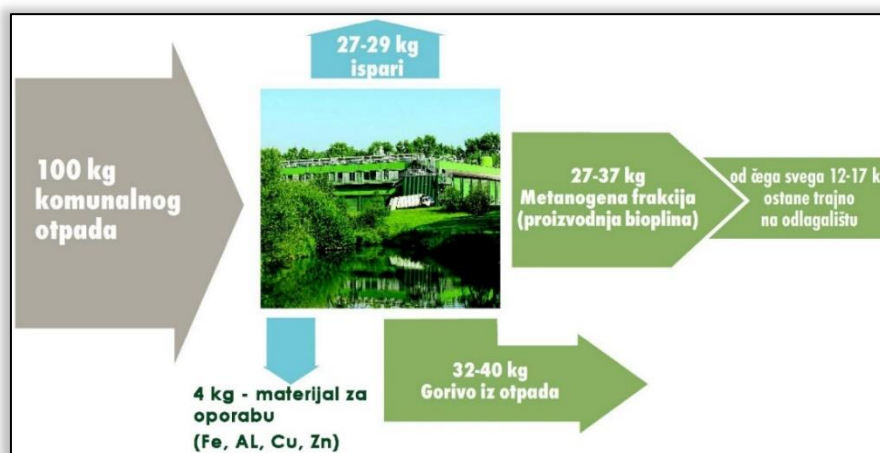 27-29 kg
ispari
100 kg
komunalnog
otpada
27-37 kg
Metanogena frakcija
(proizvodnja bioplina)
od čega svega 12-17 k
ostane trajno
na odlagalištu
32-40 kg
Gorivo iz otpada
4 kg - materijal za
oporabu
(Fe, AL, Cu, Zn)